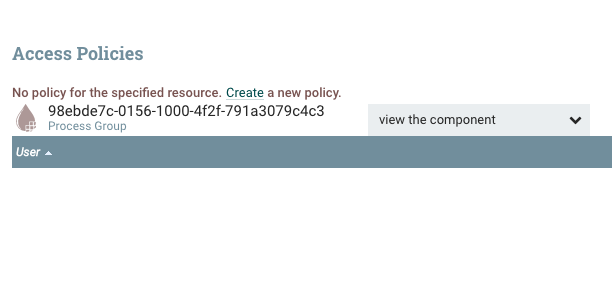 Access Policies
No policy for the specified resource. Create a new policy.
98ebde7c-0156-1000-4f2f-791a3079c4c3
Process Group
view the component
User